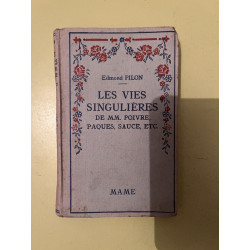 Edmond PILON
LES VIES
SINGULIÈRES
DE MM. POIVRE,
PAQUES, SAUCE, ETC
MAME